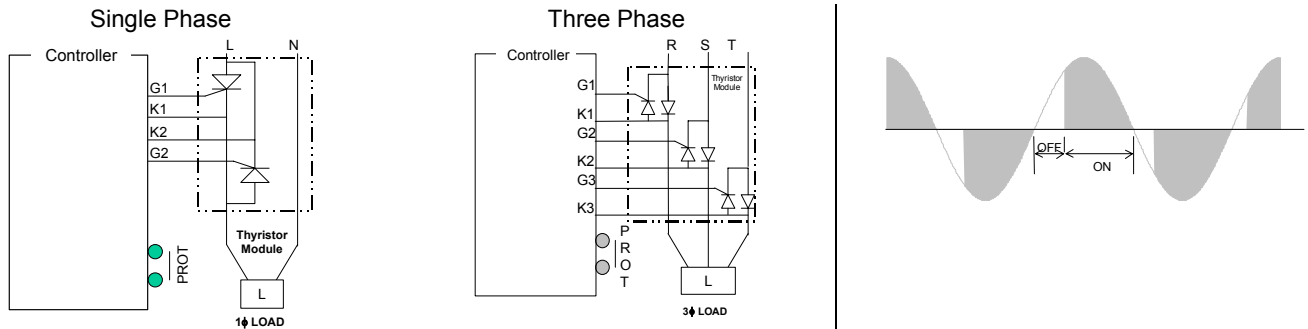 Single Phase
Controller
L
N
G1
K1
K2
G2
PROT
Thyristor
Module
L
1ϕ LOAD
Three Phase
Controller
R S T
Thyristor
Module
G1
K1
G2
K2
G3
K3
P
R
O
T
L
3ϕ LOAD
OFF
ON